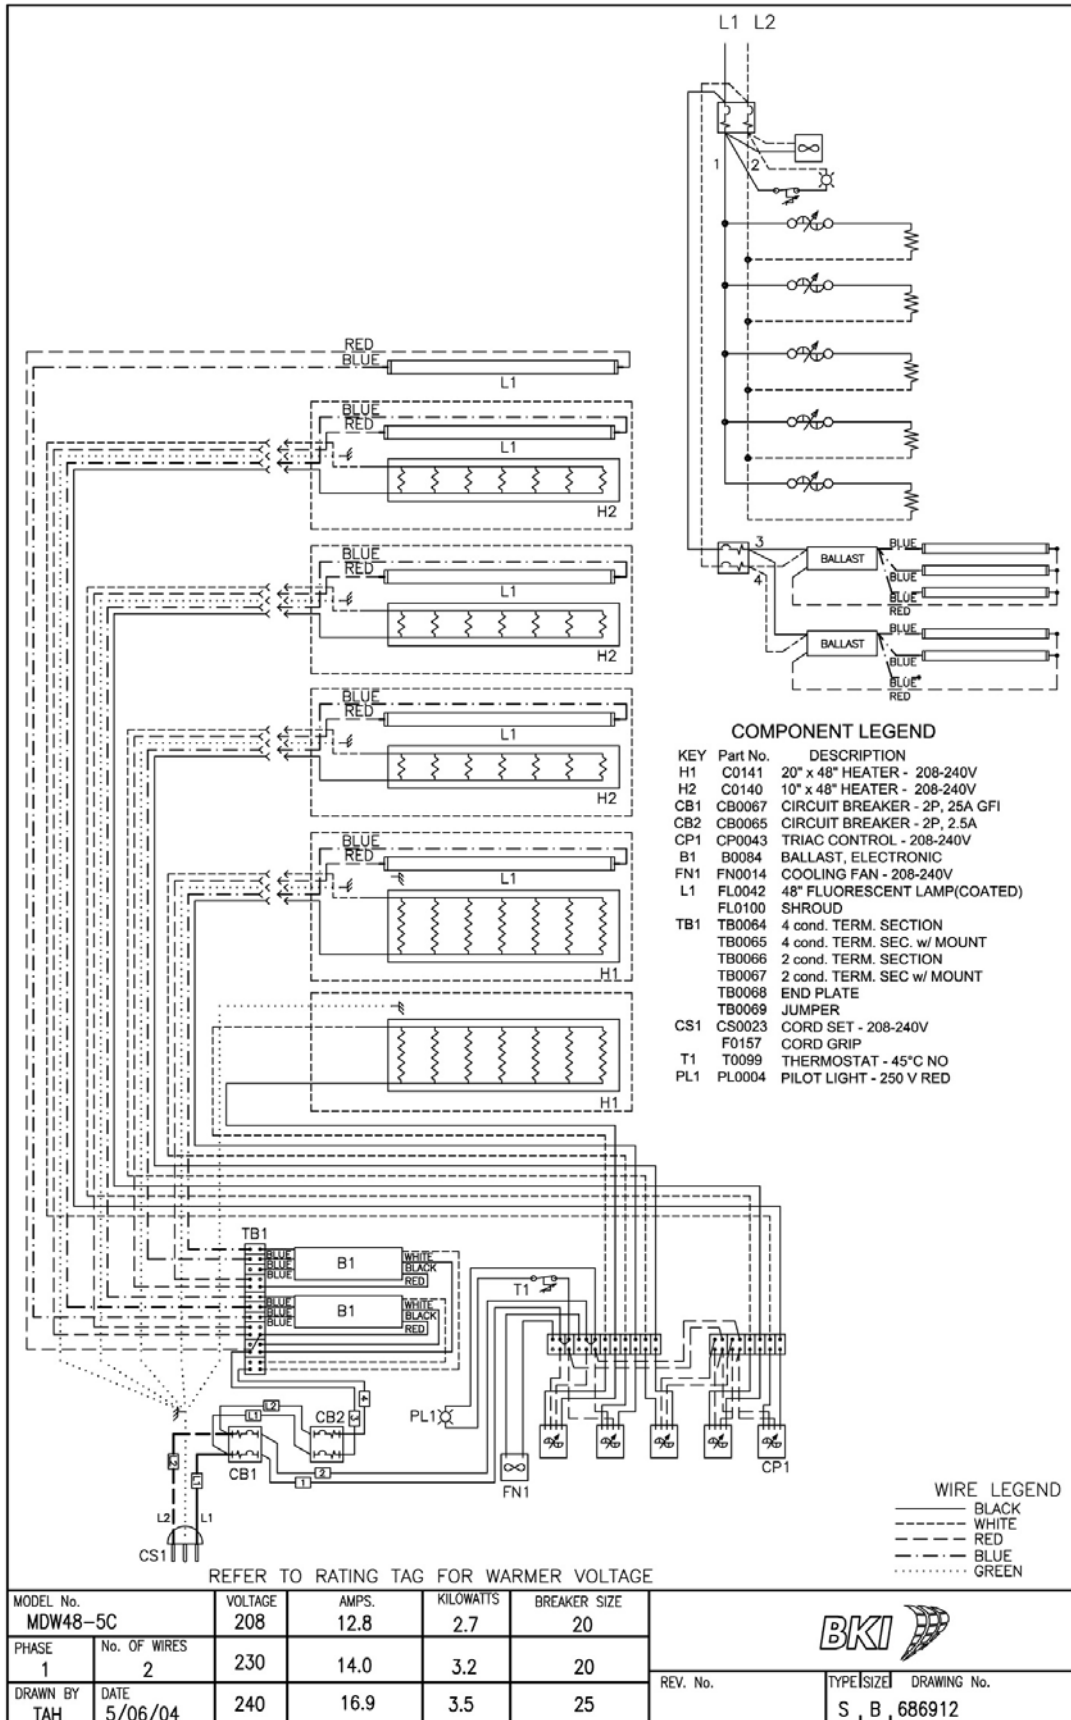 L1 L2
1 2
RED
BLUE
L1
BLUE
RED
L1
H2
3
BALLAST
BLUE
BLUE
BLUE
RED
4
BLUE
RED
L1
H2
BALLAST
BLUE
BLUE
BLUE
RED
BLUE
RED
L1
H2
COMPONENT LEGEND
KEY Part No. DESCRIPTION
H1 C0141 20" x 48" HEATER - 208-240V
H2 C0140 10" x 48" HEATER - 208-240V
CB1 CB0067 CIRCUIT BREAKER - 2P, 25A GFI
CB2 CB0065 CIRCUIT BREAKER - 2P, 2.5A
CP1 CP0043 TRIAC CONTROL - 208-240V
B1 B0084 BALLAST, ELECTRONIC
FN1 FN0014 COOLING FAN - 208-240V
L1 FL0042 48" FLUORESCENT LAMP(COATED)
FL0100 SHROUD
TB1 TB0064 4 cond. TERM. SECTION
TB0065 4 cond. TERM. SEC. w/ MOUNT
TB0066 2 cond. TERM. SECTION
TB0067 2 cond. TERM. SEC w/ MOUNT
TB0068 END PLATE
TB0069 JUMPER
CS1 CS0023 CORD SET - 208-240V
F0157 CORD GRIP
T1 T0099 THERMOSTAT - 45°C NO
PL1 PL0004 PILOT LIGHT - 250 V RED
BLUE
RED
L1
H1
H1
TB1
BLUE
BLUE
BLUE
B1
WHITE
BLACK
RED
BLUE
BLUE
BLUE
B1
WHITE
BLACK
RED
T1
L2
L1
CB2
4
3
PL1
CB1
2
1
FN1
CP1
L2
L1
L2 L1
CS1
WIRE LEGEND
BLACK
WHITE
RED
BLUE
GREEN
REFER TO RATING TAG FOR WARMER VOLTAGE
MODEL No. VOLTAGE AMPS. KILOWATTS BREAKER SIZE
MDW48-5C 208 12.8 2.7 20
PHASE No. OF WIRES
1 2 230 14.0 3.2 20
DRAWN BY DATE
TAH 5/06/04 240 16.9 3.5 25
BKI
REV. No. TYPE SIZE DRAWING No.
S , B , 686912